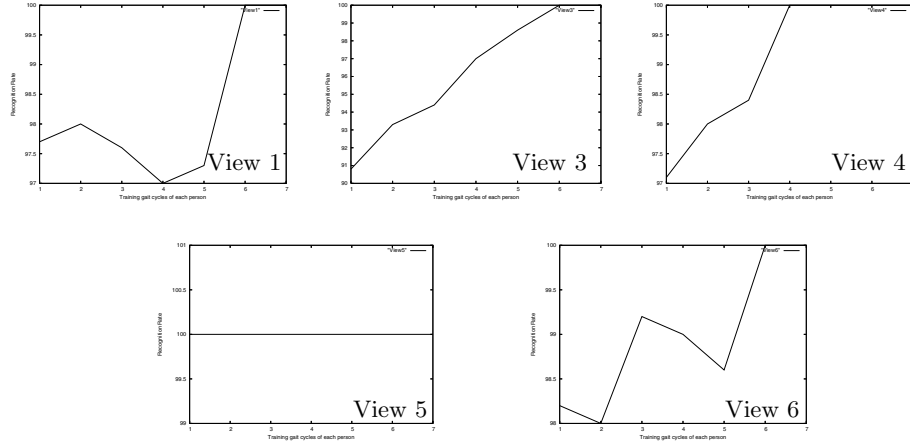 100
"View1"
99.5
99
98.5
98
97.5
97
Recognition Rate
1 2 3 4 5 6 7
Training gait cycles of each person
View 1
100
"View3"
99
98
97
96
95
94
93
92
91
90
Recognition Rate
1 2 3 4 5 6 7
Training gait cycles of each person
View 3
100
"View4"
99.5
99
98.5
98
97.5
97
Recognition Rate
1 2 3 4 5 6
Training gait cycles of each person
View 4
101
"View5"
100.5
100
99.5
99
Recognition Rate
1 2 3 4 5 6 7
Training gait cycles of each person
View 5
100
"View6"
99.5
99
98.5
98
Recognition Rate
1 2 3 4 5 6 7
Training gait cycles of each person
View 6